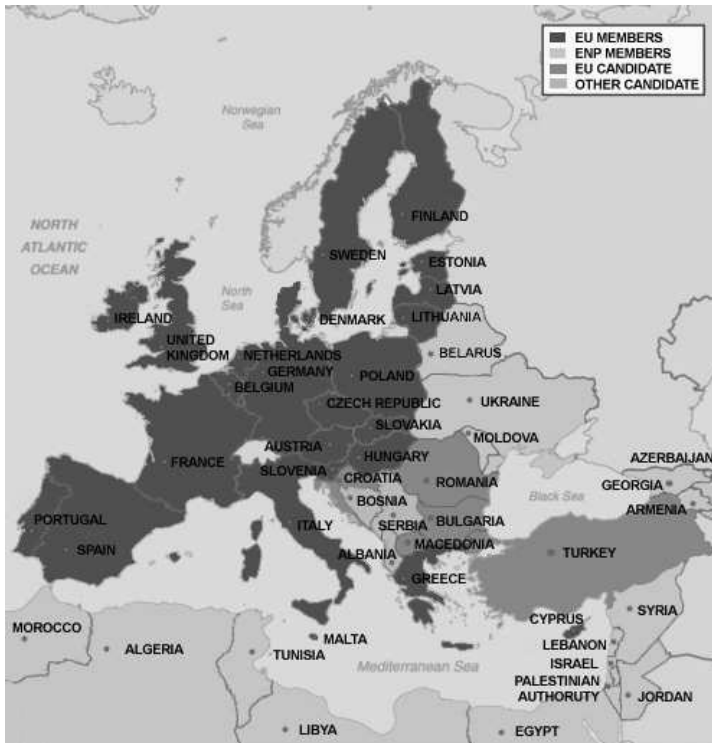 EU MEMBERS
ENP MEMBERS
EU CANDIDATE
OTHER CANDIDATE
Norwegian
Sea
NORTH
ATLANTIC
OCEAN
FINLAND
SWEDEN
ESTONIA
North
Sea
LATVIA
IRELAND
DENMARK
LITHUANIA
UNITED
KINGDOM
NETHERLANDS
BELARUS
GERMANY
POLAND
BELGIUM
CZECH REPUBLIC
UKRAINE
SLOVAKIA
MOLDOVA
AUSTRIA
HUNGARY
AZERBAIJAN
FRANCE
SLOVENIA
CROATIA
ROMANIA
GEORGIA
BOSNIA
Black Sea
ARMENIA
PORTUGAL
ITALY
SERBIA
BULGARIA
SPAIN
ALBANIA
MACEDONIA
TURKEY
GREECE
CYPRUS
SYRIA
MOROCCO
MALTA
LEBANON
ALGERIA
TUNISIA
Mediterranean Sea
ISRAEL
PALESTINIAN
AUTHORUTY
JORDAN
LIBYA
EGYPT